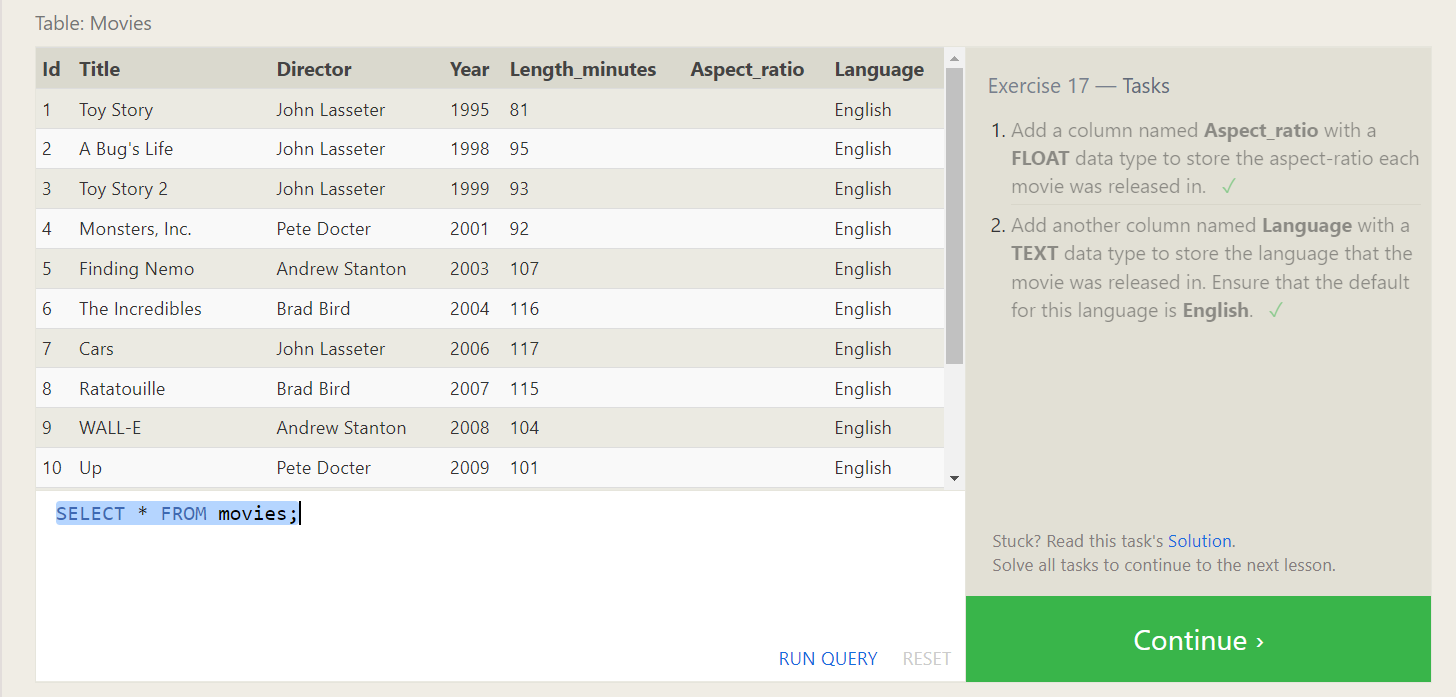 Table: Movies
Id Title Director Year Length_minutes Aspect_ratio Language
1 Toy Story John Lasseter 1995 81 English
2 A Bug's Life John Lasseter 1998 95 English
3 Toy Story 2 John Lasseter 1999 93 English
4 Monsters, Inc. Pete Docter 2001 92 English
5 Finding Nemo Andrew Stanton 2003 107 English
6 The Incredibles Brad Bird 2004 116 English
7 Cars John Lasseter 2006 117 English
8 Ratatouille Brad Bird 2007 115 English
9 WALL-E Andrew Stanton 2008 104 English
10 Up Pete Docter 2009 101 English
SELECT * FROM movies;
RUN QUERY RESET
Exercise 17 — Tasks
1. Add a column named Aspect_ratio with a
FLOAT data type to store the aspect-ratio each
movie was released in. ✓
2. Add another column named Language with a
TEXT data type to store the language that the
movie was released in. Ensure that the default
for this language is English. ✓
Stuck? Read this task's Solution.
Solve all tasks to continue to the next lesson.
Continue ›